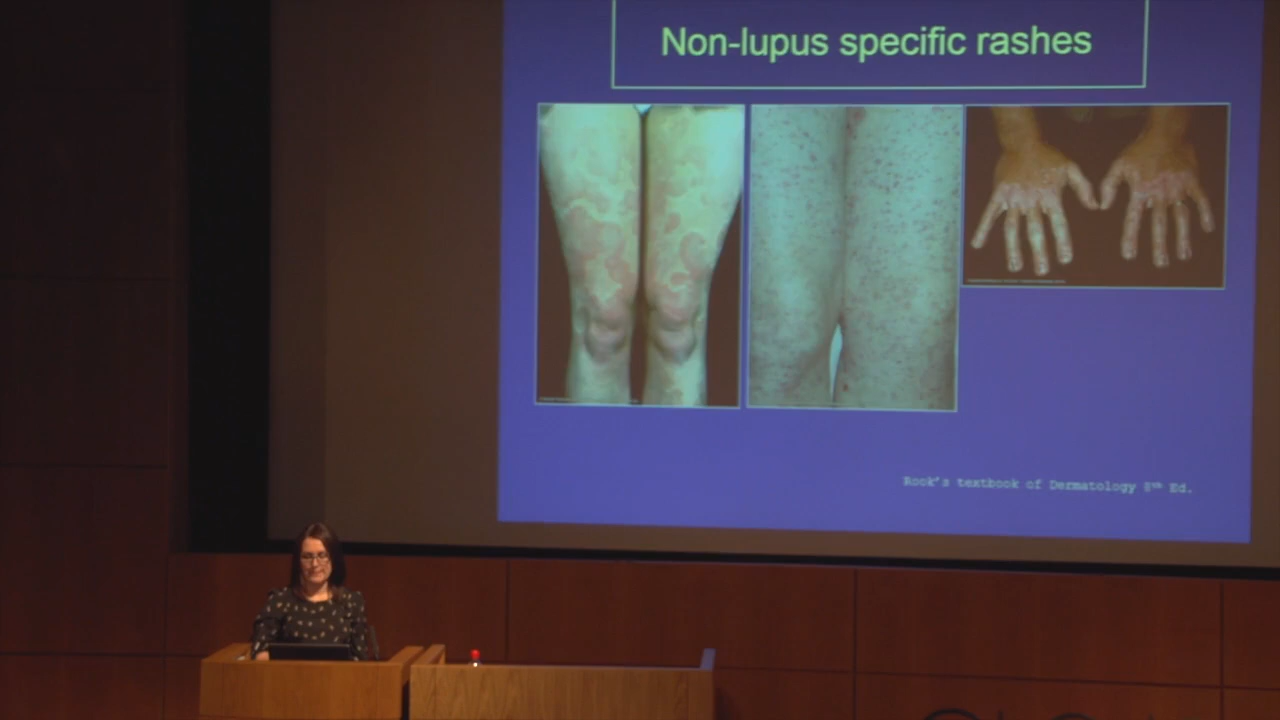 Non-lupus specific rashes
Rook's textbook of Dermatology 8th Ed.